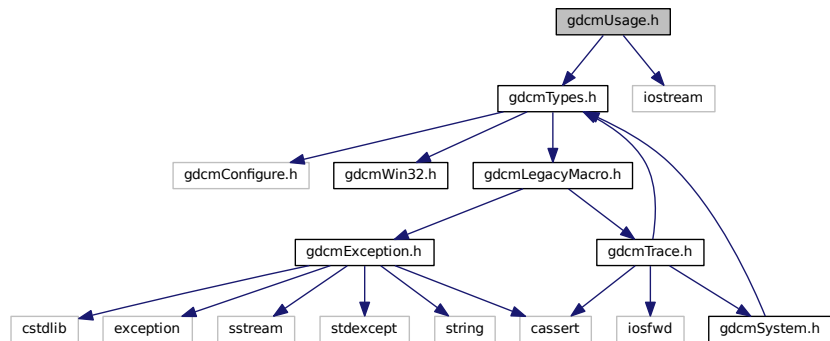 gdcmUsage.h
gdcmTypes.h
iostream
gdcmConfigure.h
gdcmWin32.h
gdcmLegacyMacro.h
gdcmException.h
gdcmTrace.h
cstdlib
exception
sstream
stdexcept
string
cassert
iosfwd
gdcmSystem.h